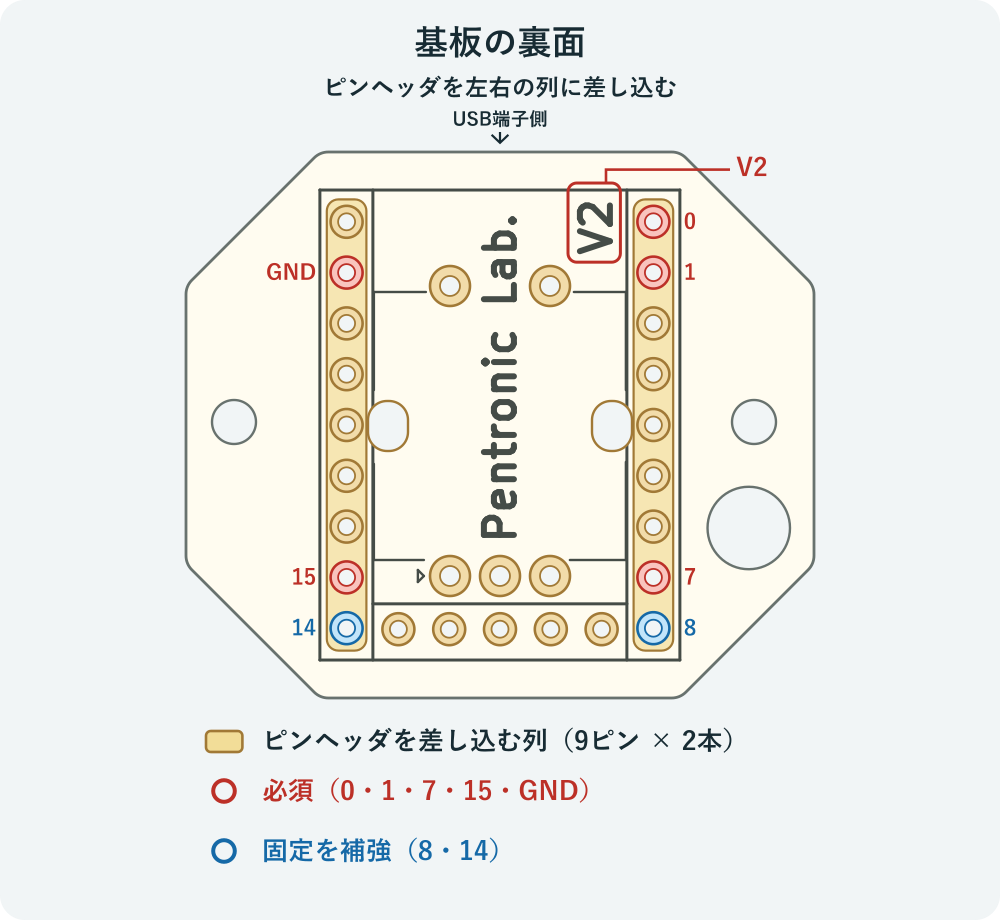 基板の裏面
ピンヘッダを左右の列に差し込む
USB端子側
V2
V2
Pentronic Lab.
0
GND
1
15
7
14
8
ピンヘッダを差し込む列（9ピン × 2本）
必須（0・1・7・15・GND）
固定を補強（8・14）